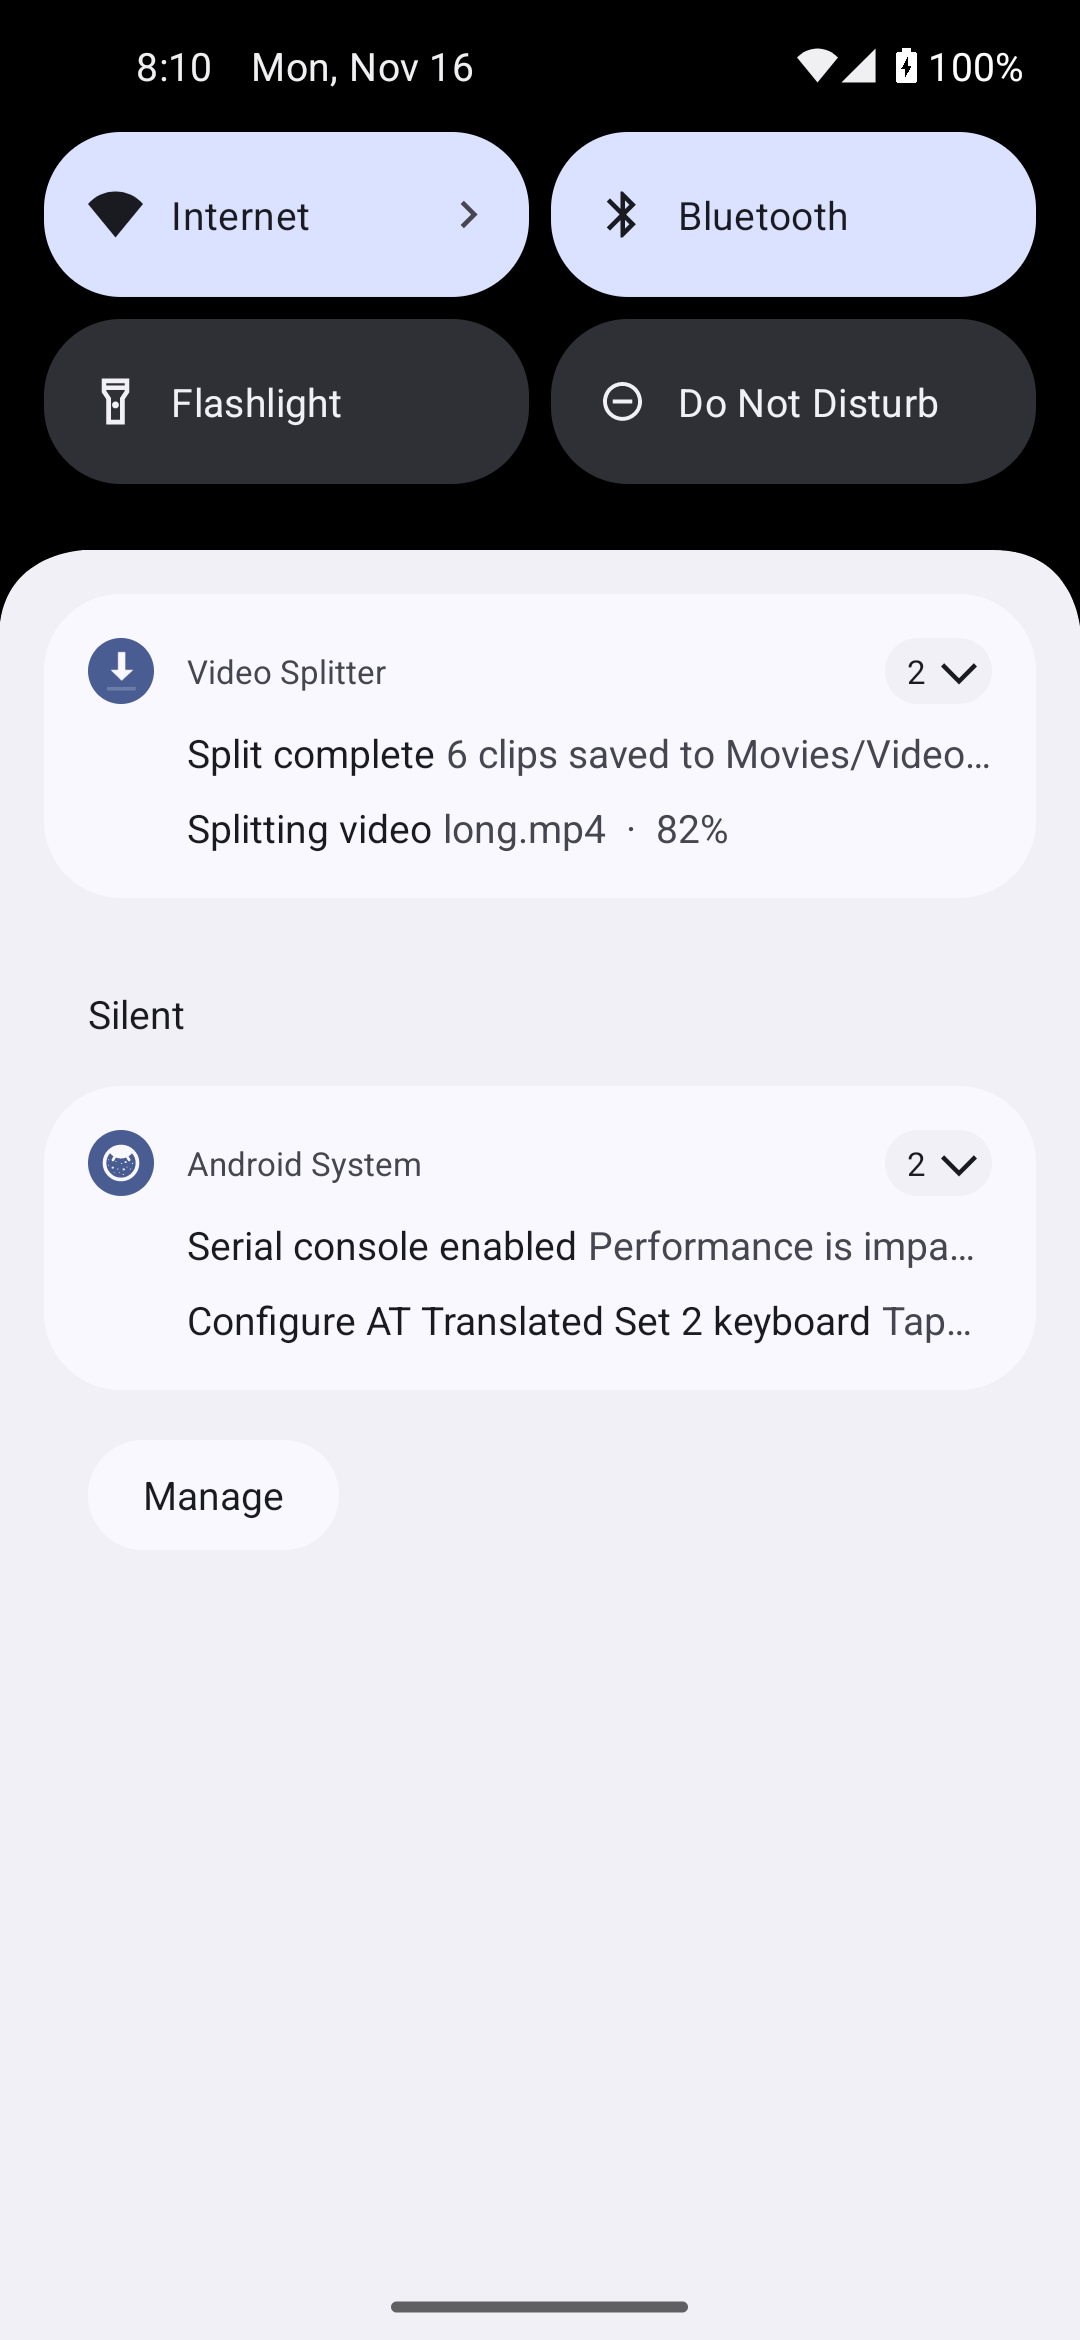 8:10 Mon, Nov 16 100%
Internet Bluetooth
Flashlight Do Not Disturb
Video Splitter 2
Split complete 6 clips saved to Movies/Video…
Splitting video long.mp4 · 82%
Silent
Android System 2
Serial console enabled Performance is impa…
Configure AT Translated Set 2 keyboard Tap…
Manage